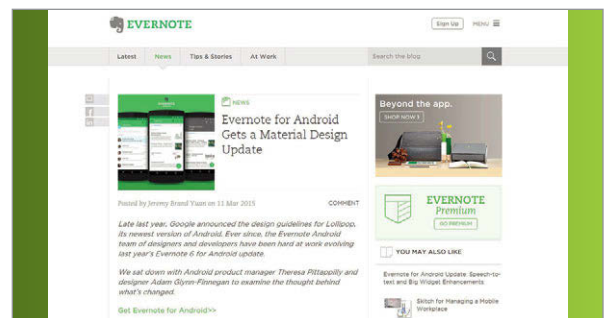 EVERNOTE
Sign Up
MENU
Latest
News
Tips & Stories
At Work
Search the blog
NEWS
Evernote for Android
Gets a Material Design
Update
Posted by Jeremy Brand Yuan on 11 Mar 2015
COMMENT
Late last year, Google announced the design guidelines for Lollipop,
its newest version of Android. Ever since, the Evernote Android
team of designers and developers have been hard at work evolving
last year's Evernote 6 for Android update.
We sat down with Android product manager Theresa Pittappilly and
designer Adam Glynn-Finnegan to examine the thought behind
what's changed.
Get Evernote for Android>>
Beyond the app.
SHOP NOW
EVERNOTE
Premium
GO PREMIUM
YOU MAY ALSO LIKE
Evernote for Android Update: Speech-to-
text and Big Widget Enhancements
Skitch for Managing a Mobile
Workplace